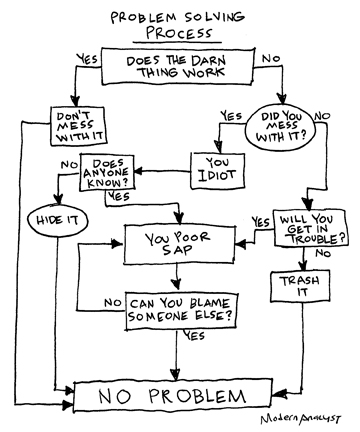 PROBLEM SOLVING
PROCESS
YES
DOES THE DARN
THING WORK
NO
DON'T
MESS
WITH IT
YES
DID YOU
MESS
WITH IT?
NO
NO
DOES
ANYONE
KNOW?
YOU
IDIOT
YES
HIDE IT
YOU POOR
SAP
YES
WILL YOU
GET IN
TROUBLE?
NO
TRASH
IT
NO
CAN YOU BLAME
SOMEONE ELSE?
YES
NO PROBLEM
ModernAnalyst